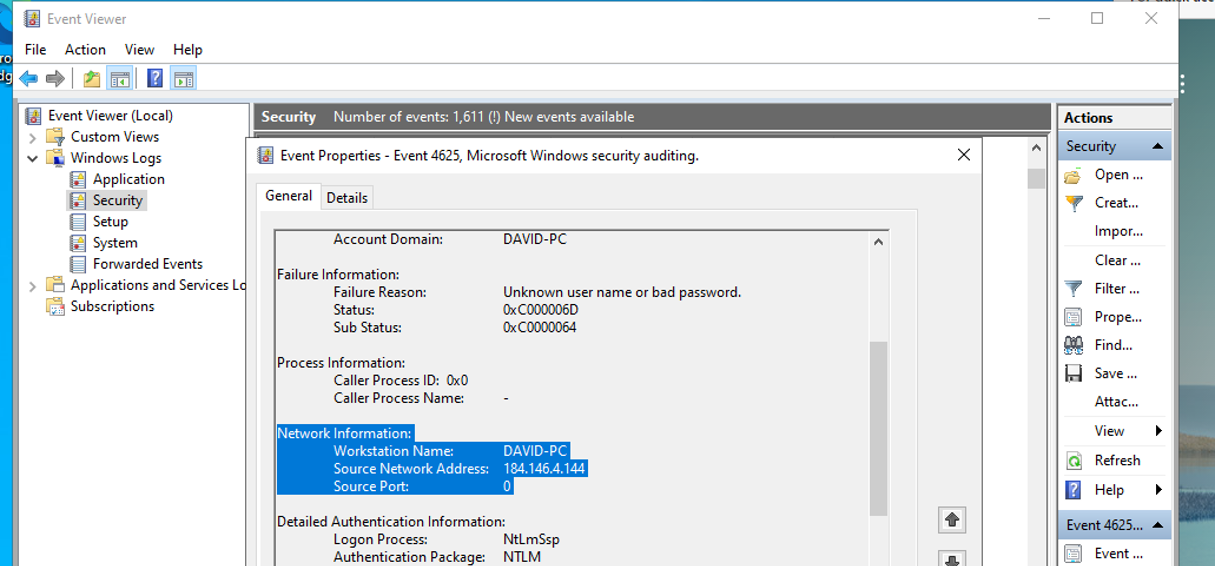 Event Viewer
File Action View Help
Event Viewer (Local)
Custom Views
Windows Logs
Application
Security
Setup
System
Forwarded Events
Applications and Services Lo
Subscriptions
Security Number of events: 1,611 (!) New events available
Event Properties - Event 4625, Microsoft Windows security auditing.
General Details
Account Domain: DAVID-PC
Failure Information:
Failure Reason: Unknown user name or bad password.
Status: 0xC000006D
Sub Status: 0xC0000064
Process Information:
Caller Process ID: 0x0
Caller Process Name: -
Network Information:
Workstation Name: DAVID-PC
Source Network Address: 184.146.4.144
Source Port: 0
Detailed Authentication Information:
Logon Process: NtLmSsp
Authentication Package: NTLM
Actions
Security
Open ...
Creat...
Impor...
Clear ...
Filter ...
Prope...
Find...
Save ...
Attac...
View
Refresh
Help
Event 4625...
Event ...